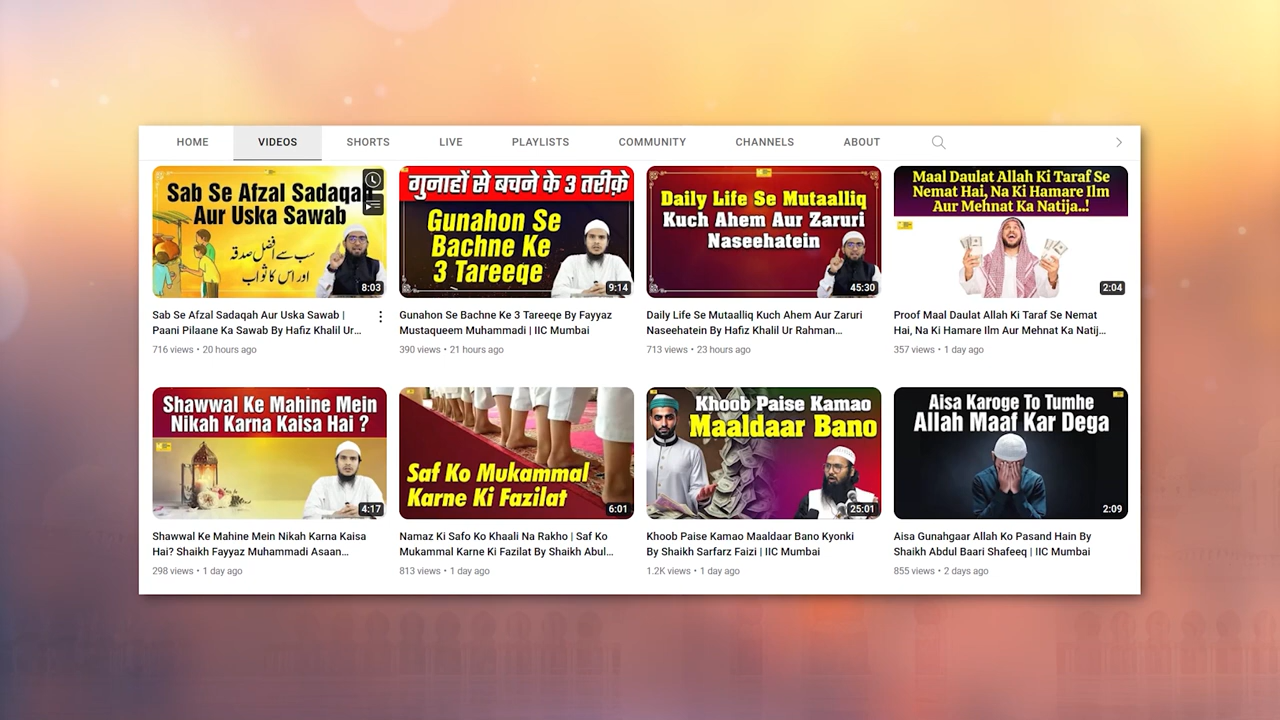 HOME VIDEOS SHORTS LIVE PLAYLISTS COMMUNITY CHANNELS ABOUT
Sab Se Afzal Sadaqah
Aur Uska Sawab
سب سے افضل صدقہ
اور اس کا ثواب
8:03
Sab Se Afzal Sadaqah Aur Uska Sawab |
Paani Pilaane Ka Sawab By Hafiz Khalil Ur...
716 views • 20 hours ago
गुनाहों से बचने के 3 तरीक़े
Gunahon Se
Bachne Ke
3 Tareeqe
9:14
Gunahon Se Bachne Ke 3 Tareeqe By Fayyaz
Mustaqueem Muhammadi | IIC Mumbai
390 views • 21 hours ago
Daily Life Se Mutaalliq
Kuch Ahem Aur Zaruri
Naseehatein
45:30
Daily Life Se Mutaalliq Kuch Ahem Aur Zaruri
Naseehatein By Hafiz Khalil Ur Rahman...
713 views • 23 hours ago
Maal Daulat Allah Ki Taraf Se
Nemat Hai, Na Ki Hamare Ilm
Aur Mehnat Ka Natija..!
2:04
Proof Maal Daulat Allah Ki Taraf Se Nemat
Hai, Na Ki Hamare Ilm Aur Mehnat Ka Natij...
357 views • 1 day ago
Shawwal Ke Mahine Mein
Nikah Karna Kaisa Hai ?
4:17
Shawwal Ke Mahine Mein Nikah Karna Kaisa
Hai? Shaikh Fayyaz Muhammadi Asaan...
298 views • 1 day ago
Saf Ko Mukammal
Karne Ki Fazilat
6:01
Namaz Ki Safo Ko Khaali Na Rakho | Saf Ko
Mukammal Karne Ki Fazilat By Shaikh Abul...
813 views • 1 day ago
Khoob Paise Kamao
Maaldaar Bano
25:01
Khoob Paise Kamao Maaldaar Bano Kyonki
By Shaikh Sarfarz Faizi | IIC Mumbai
1.2K views • 1 day ago
Aisa Karoge To Tumhe
Allah Maaf Kar Dega
2:09
Aisa Gunahgaar Allah Ko Pasand Hain By
Shaikh Abdul Baari Shafeeq | IIC Mumbai
855 views • 2 days ago